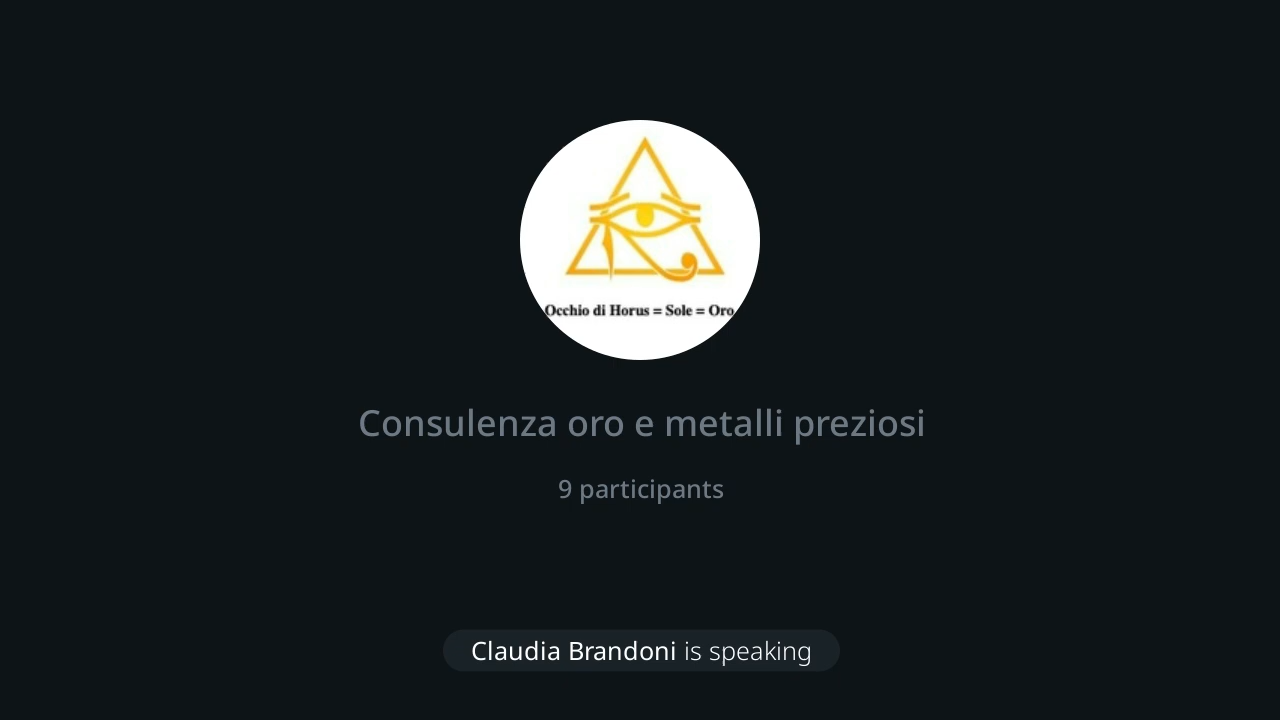 Occhio di Horus = Sole = Oro
Consulenza oro e metalli preziosi
9 participants
Claudia Brandoni is speaking